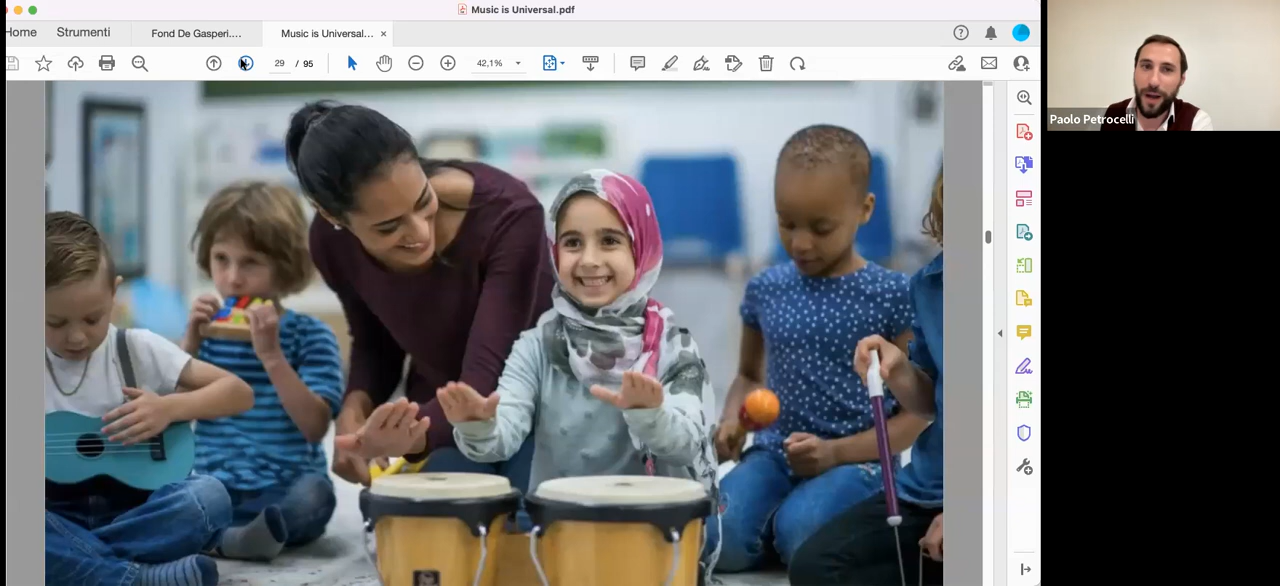 Music is Universal.pdf
Home
Strumenti
Fond De Gasperi....
Music is Universal...
29 / 95
42,1%
Paolo Petrocelli